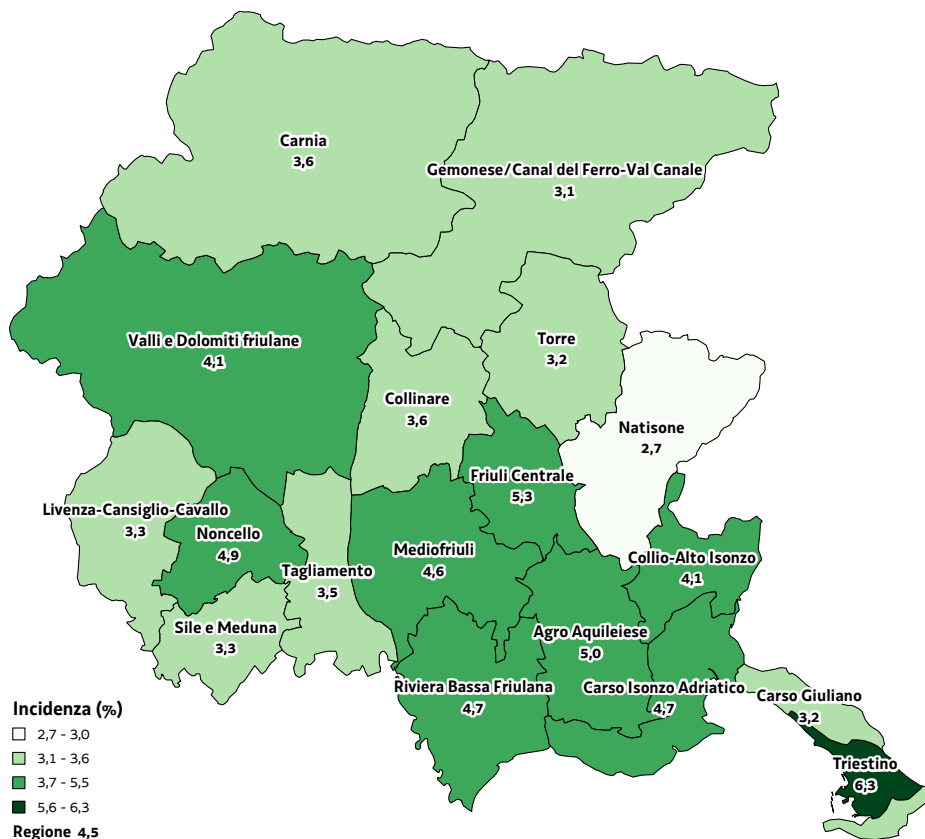 Carnia
3,6
Gemonese/Canal del Ferro-Val Canale
3,1
Valli e Dolomiti friulane
4,1
Torre
3,2
Collinare
3,6
Natisone
2,7
Friuli Centrale
5,3
Livenza-Cansiglio-Cavallo
3,3
Noncello
4,9
Tagliamento
3,5
Mediofriuli
4,6
Collio-Alto Isonzo
4,1
Sile e Meduna
3,3
Agro Aquileiese
5,0
Riviera Bassa Friulana
4,7
Carso Isonzo Adriatico
4,7
Carso Giuliano
3,2
Triestino
6,3
Incidenza (%)
2,7 - 3,0
3,1 - 3,6
3,7 - 5,5
5,6 - 6,3
Regione 4,5